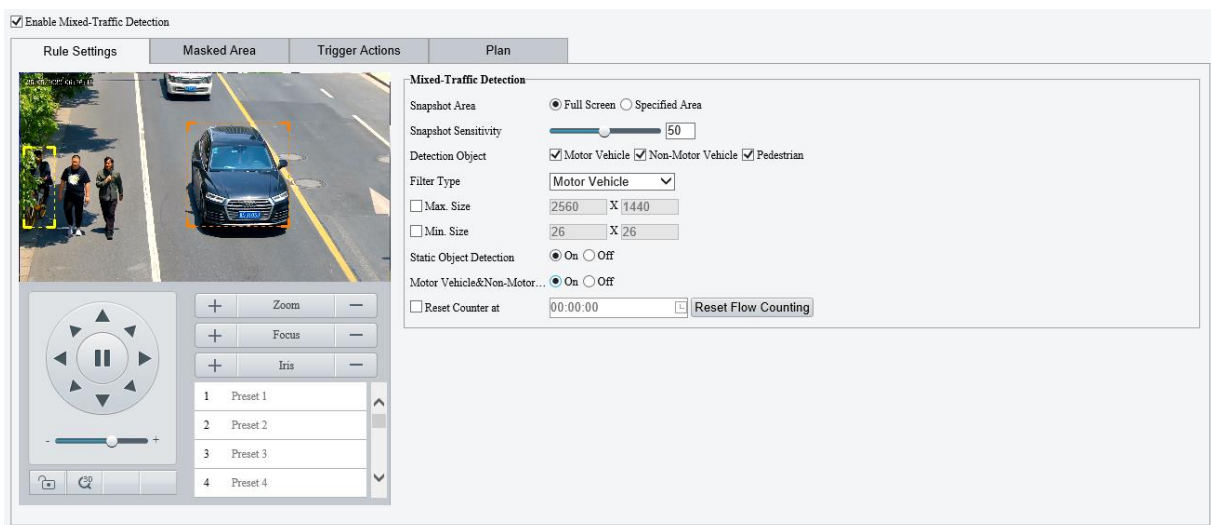 Enable Mixed-Traffic Detection
Rule Settings Masked Area Trigger Actions Plan
Mixed-Traffic Detection
Snapshot Area Full Screen Specified Area
Snapshot Sensitivity 50
Detection Object Motor Vehicle Non-Motor Vehicle Pedestrian
Filter Type Motor Vehicle
Max. Size 2560 X 1440
Min. Size 26 X 26
Static Object Detection On Off
Motor Vehicle&Non-Motor... On Off
Reset Counter at 00:00:00 Reset Flow Counting
+ Zoom —
+ Focus —
+ Iris —
1 Preset 1
2 Preset 2
3 Preset 3
4 Preset 4
- +
3D